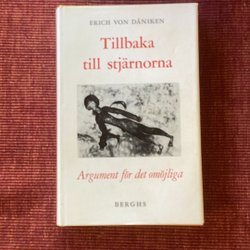 ERICH VON DÄNIKEN
Tillbaka
till stjärnorna
Argument för det omöjliga
BERGHS